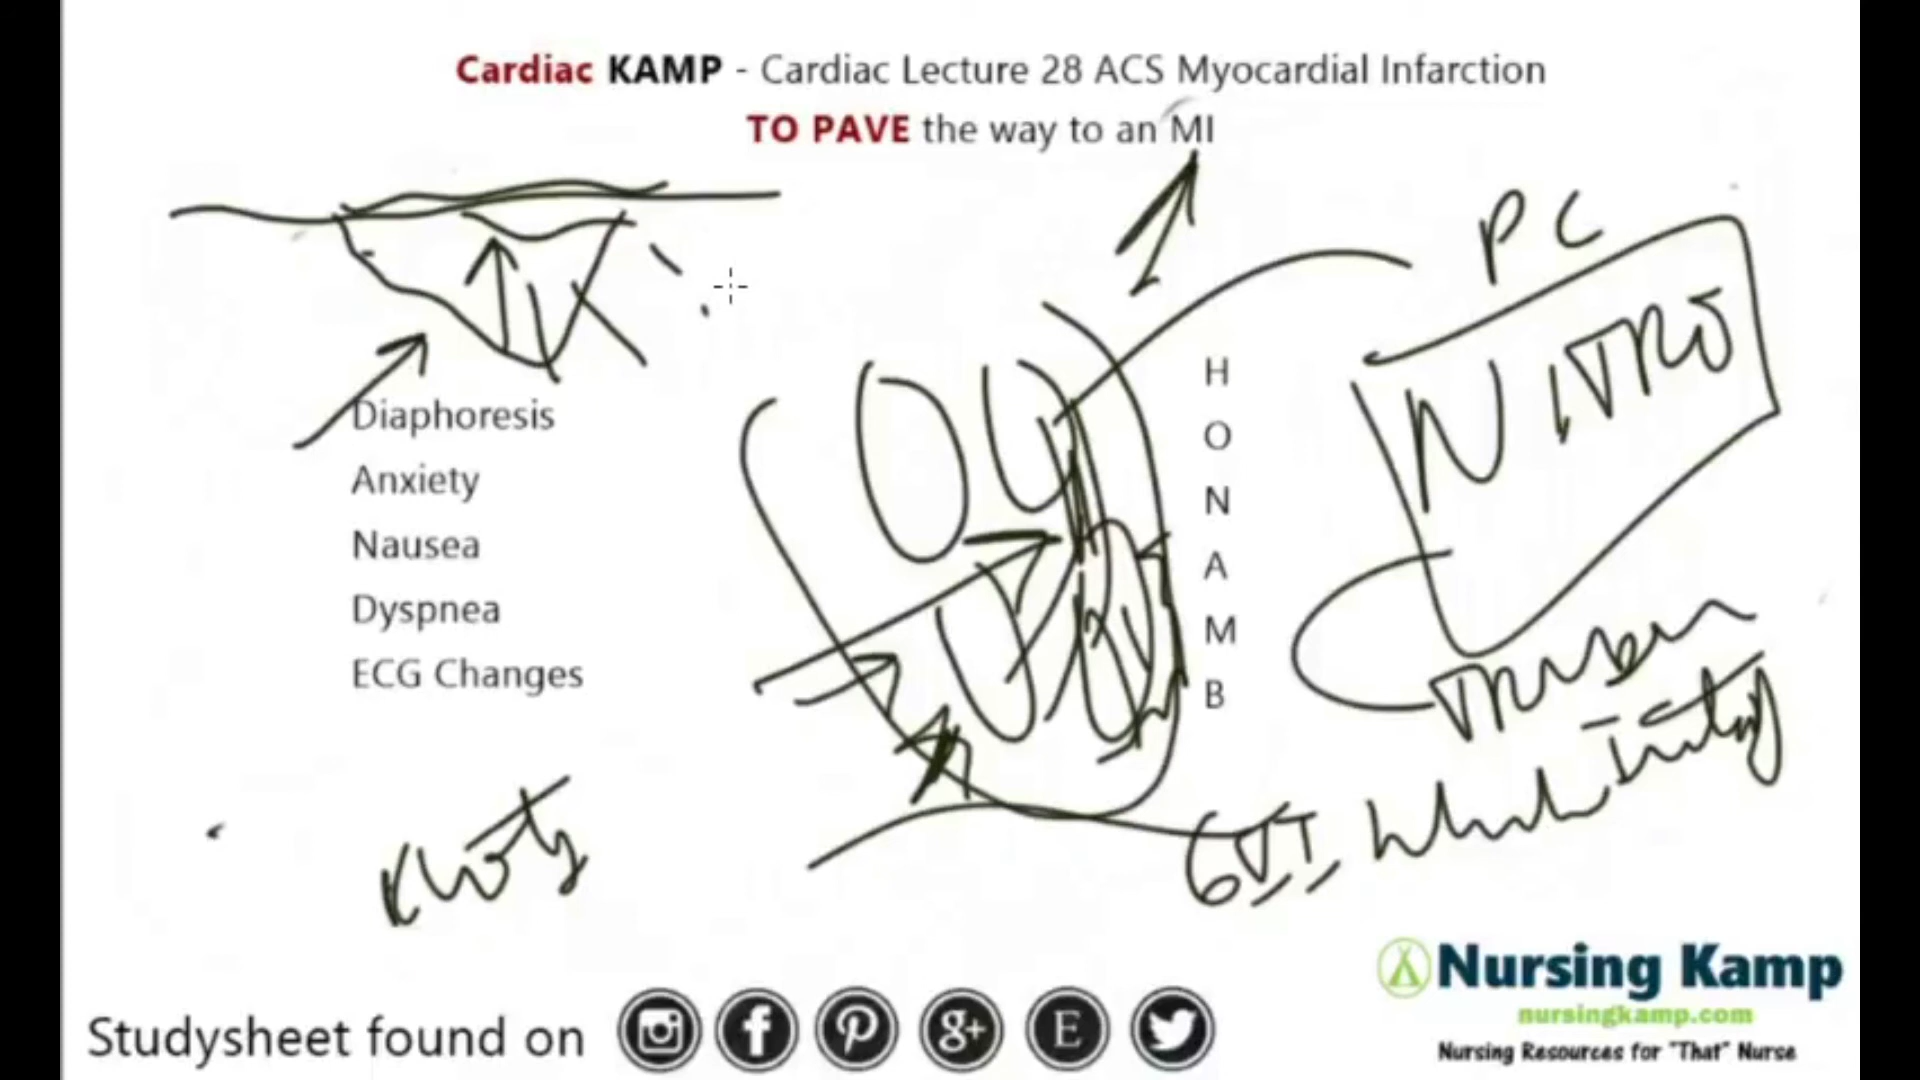 Cardiac KAMP - Cardiac Lecture 28 ACS Myocardial Infarction
TO PAVE the way to an MI
PC
NITRO
Diaphoresis
Anxiety
Nausea
Dyspnea
ECG Changes
H
O
N
A
M
B
Studysheet found on
f
g+
E
Nursing Kamp
nursingkamp.com
Nursing Resources for "That" Nurse